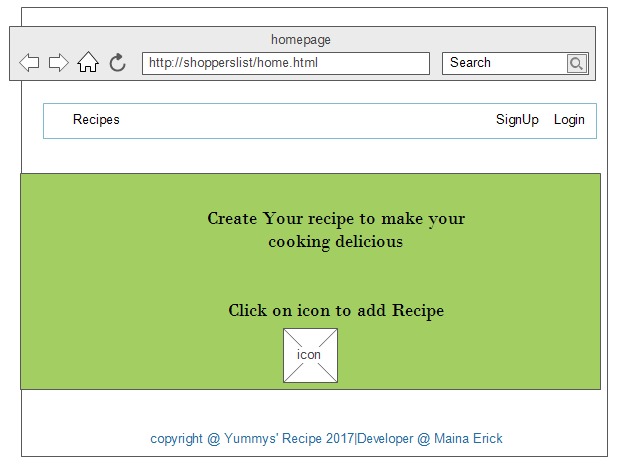 homepage
http://shopperslist/home.html
Search
Recipes
SignUp
Login
Create Your recipe to make your
cooking delicious
Click on icon to add Recipe
icon
copyright @ Yummys' Recipe 2017|Developer @ Maina Erick